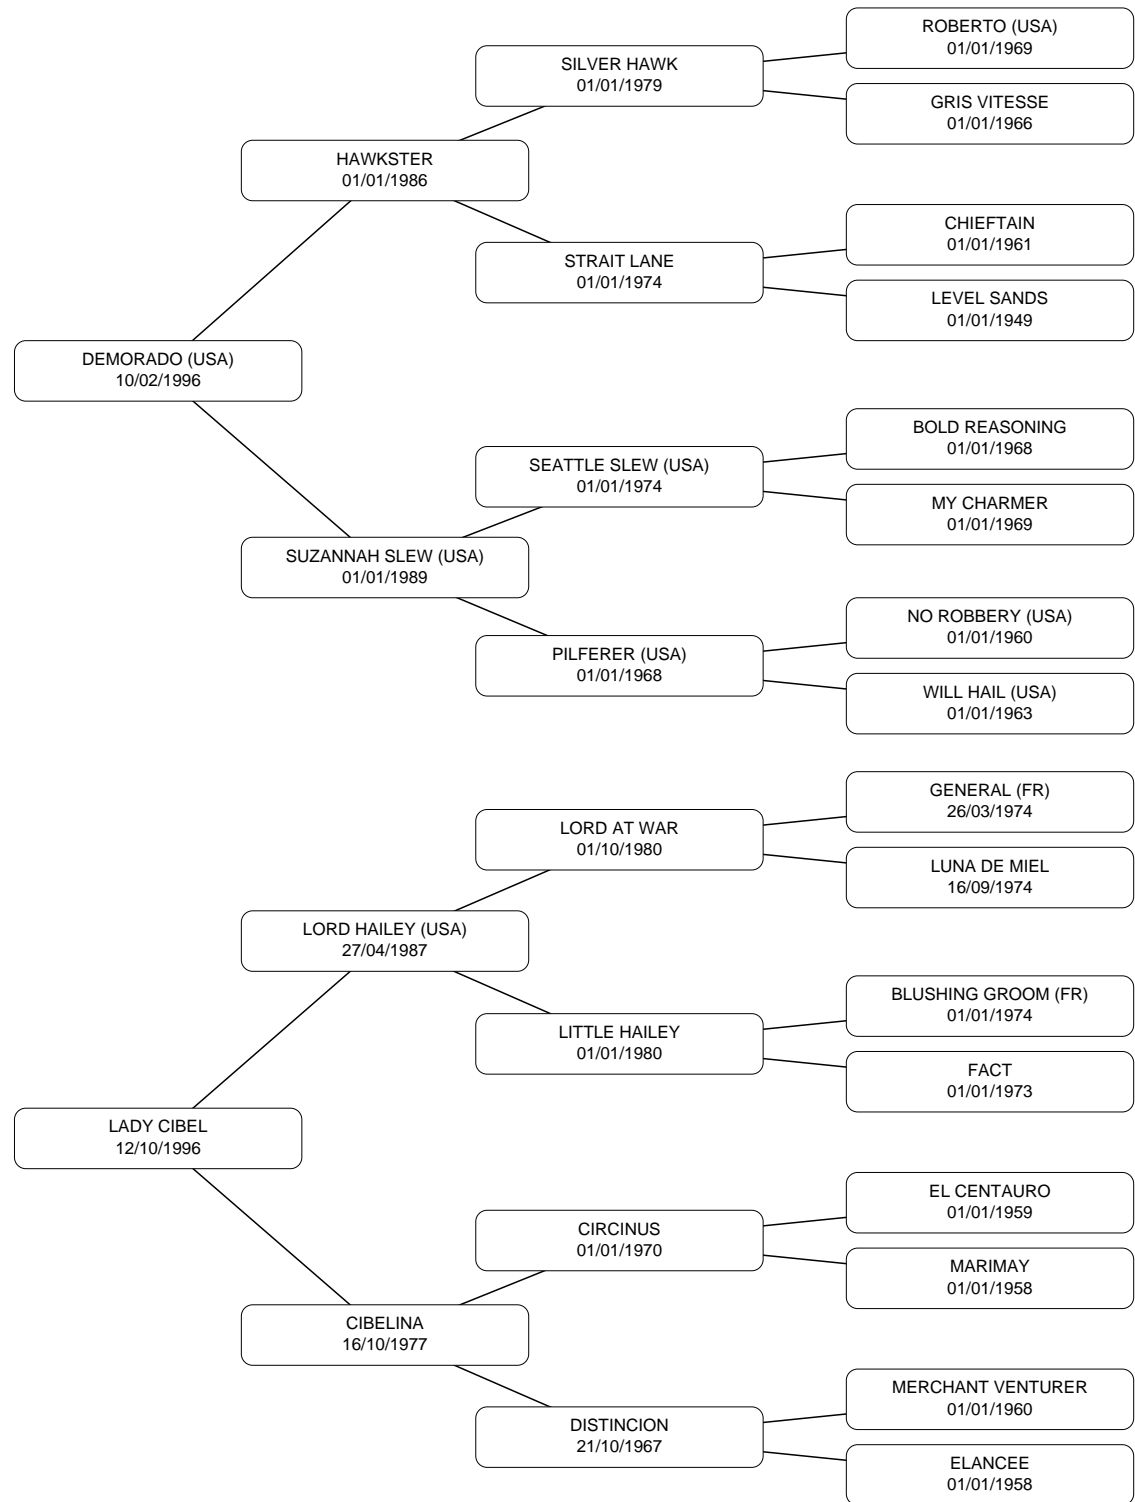 ROBERTO (USA)
01/01/1969
SILVER HAWK
01/01/1979
GRIS VITESSE
01/01/1966
HAWKSTER
01/01/1986
CHIEFTAIN
01/01/1961
STRAIT LANE
01/01/1974
LEVEL SANDS
01/01/1949
DEMORADO (USA)
10/02/1996
BOLD REASONING
01/01/1968
SEATTLE SLEW (USA)
01/01/1974
MY CHARMER
01/01/1969
SUZANNAH SLEW (USA)
01/01/1989
NO ROBBERY (USA)
01/01/1960
PILFERER (USA)
01/01/1968
WILL HAIL (USA)
01/01/1963
GENERAL (FR)
26/03/1974
LORD AT WAR
01/10/1980
LUNA DE MIEL
16/09/1974
LORD HAILEY (USA)
27/04/1987
BLUSHING GROOM (FR)
01/01/1974
LITTLE HAILEY
01/01/1980
FACT
01/01/1973
LADY CIBEL
12/10/1996
EL CENTAURO
01/01/1959
CIRCINUS
01/01/1970
MARIMAY
01/01/1958
CIBELINA
16/10/1977
MERCHANT VENTURER
01/01/1960
DISTINCION
21/10/1967
ELANCEE
01/01/1958